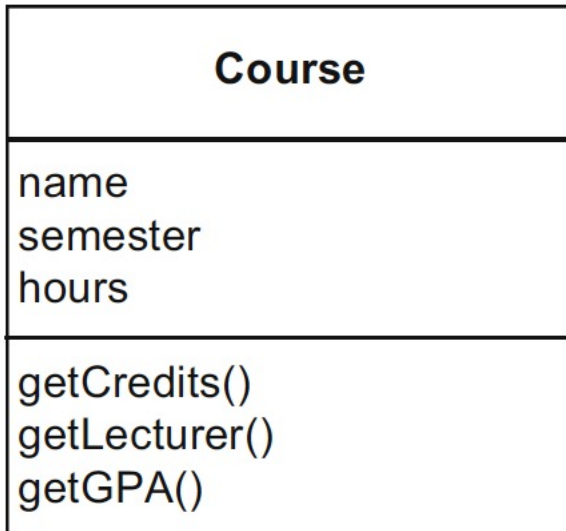 Course
name
semester
hours
getCredits()
getLecturer()
getGPA()